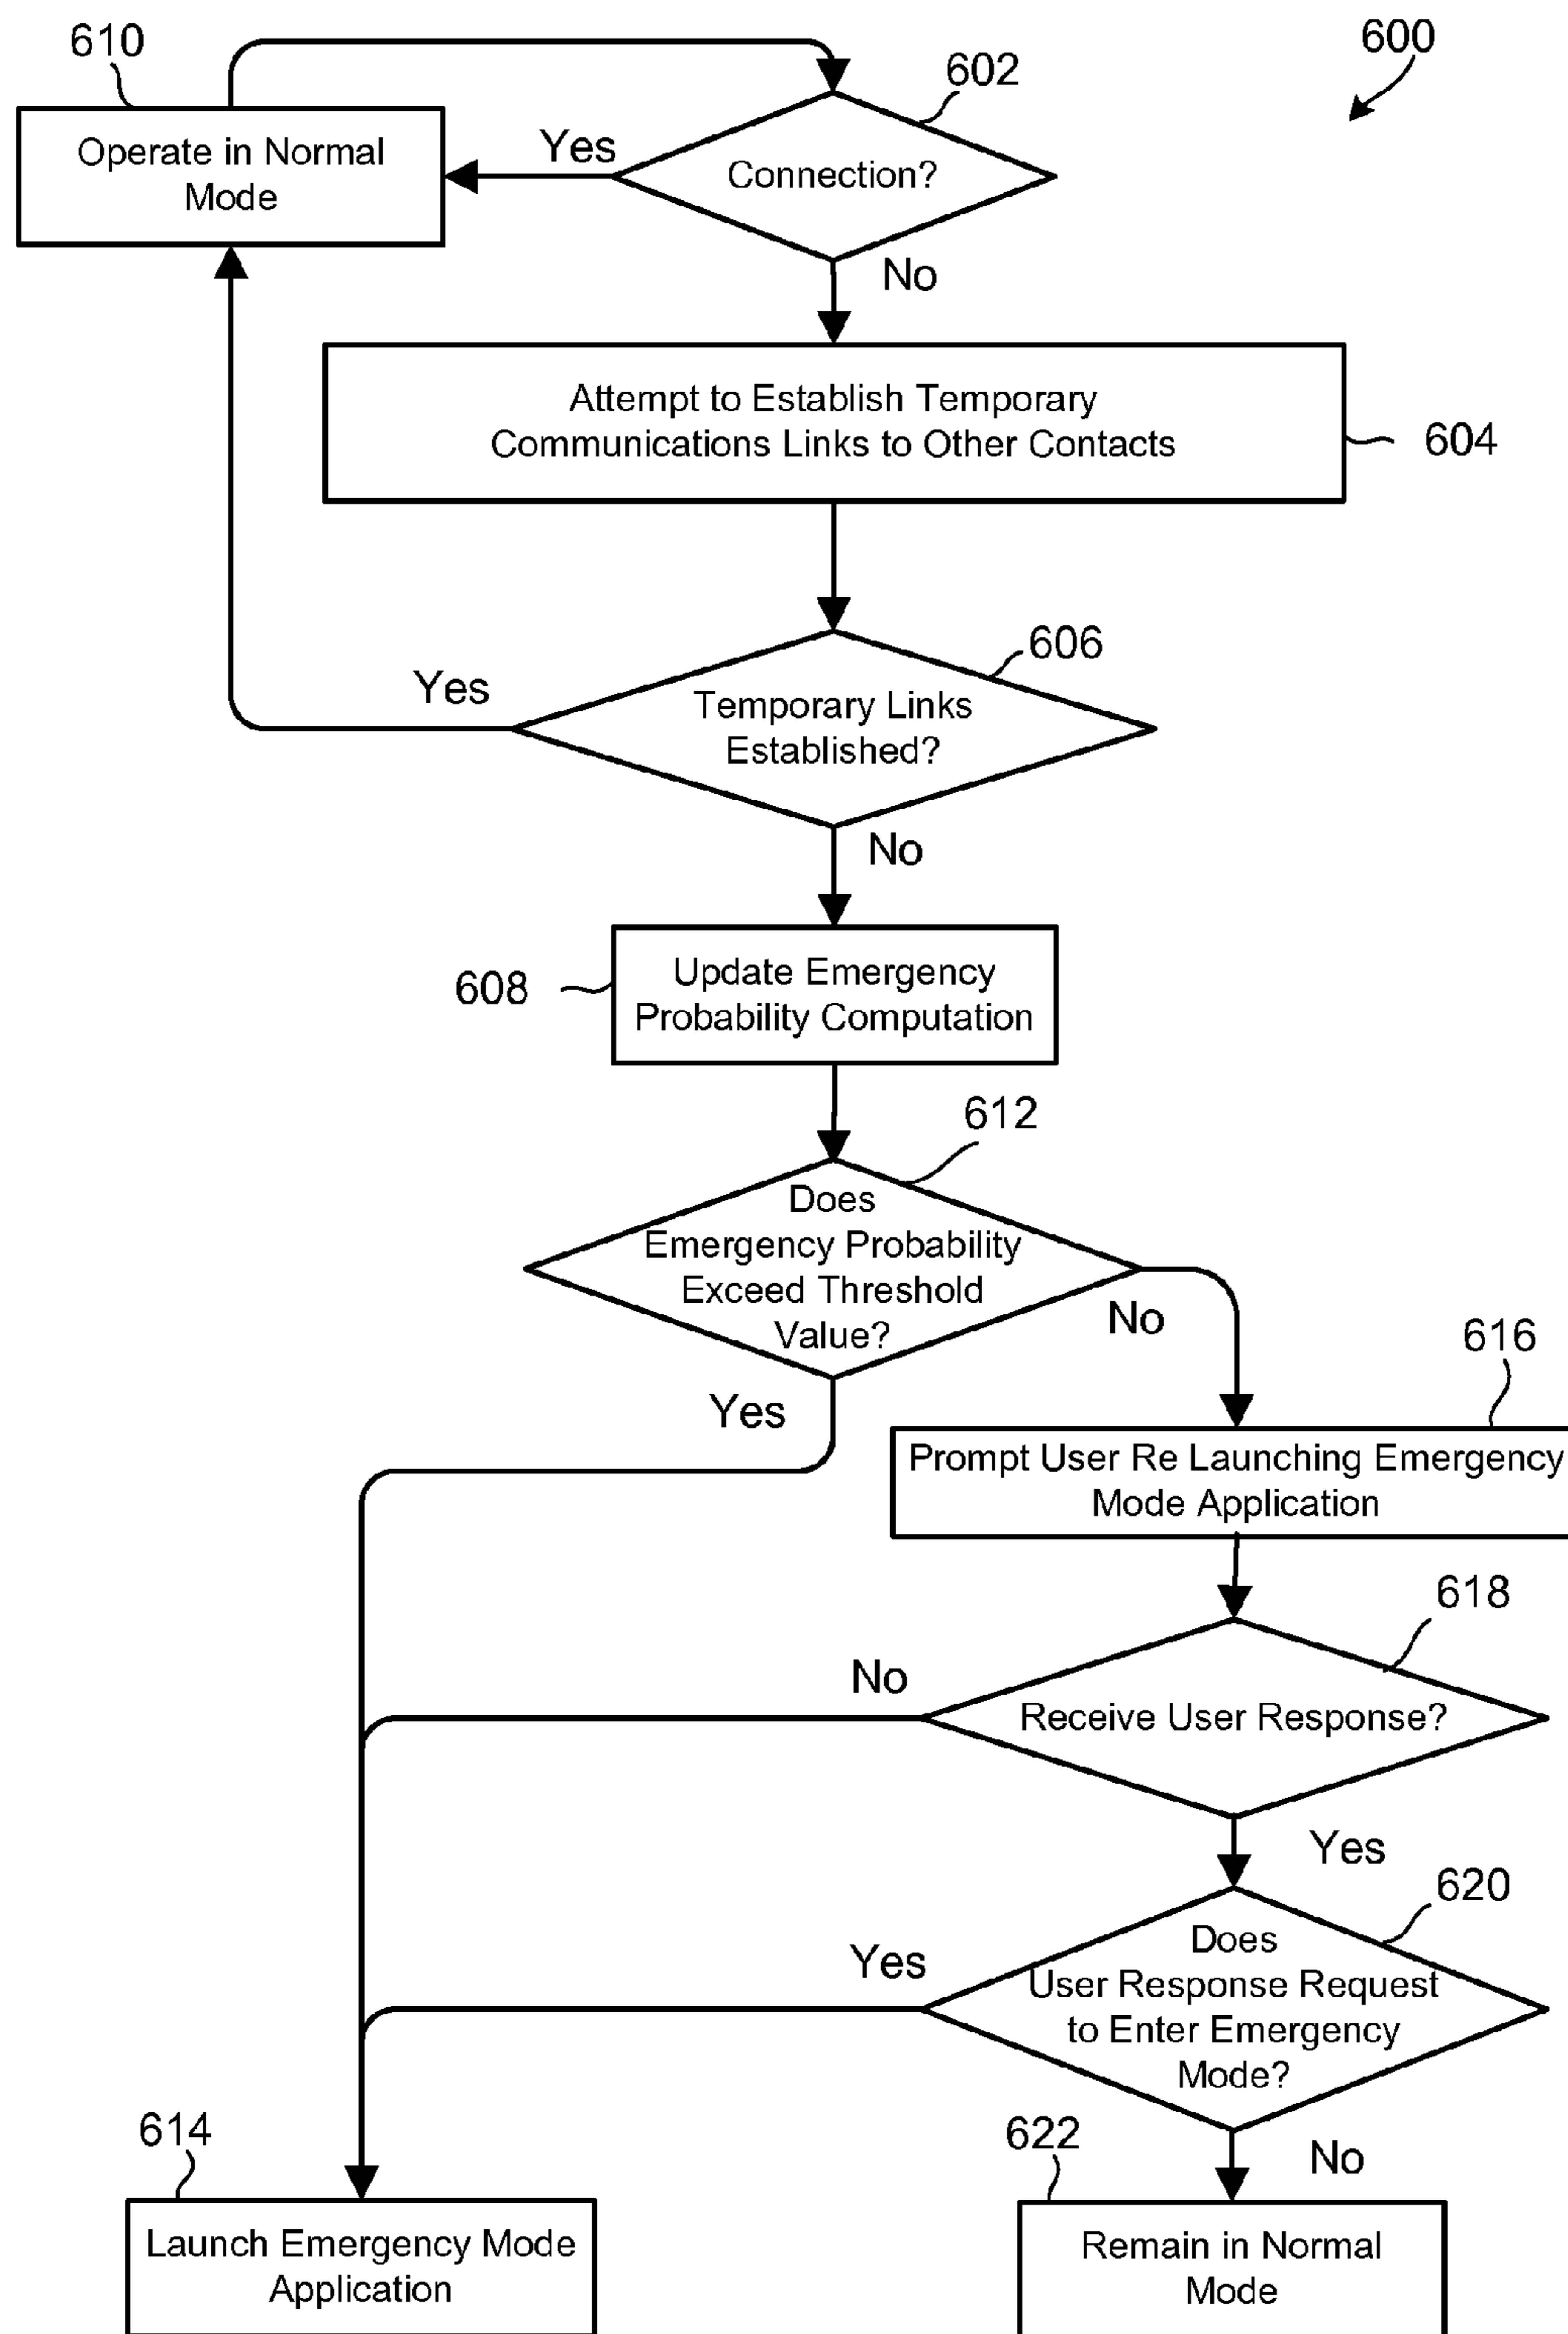 610
600
602
Operate in Normal
Mode
Yes
Connection?
No
Attempt to Establish Temporary
Communications Links to Other Contacts
604
606
Yes
Temporary Links
Established?
No
608
Update Emergency
Probability Computation
612
Does
Emergency Probability
Exceed Threshold
Value?
No
Yes
616
Prompt User Re Launching Emergency
Mode Application
618
No
Receive User Response?
Yes
620
Yes
Does
User Response Request
to Enter Emergency
Mode?
614
622
No
Launch Emergency Mode
Application
Remain in Normal
Mode